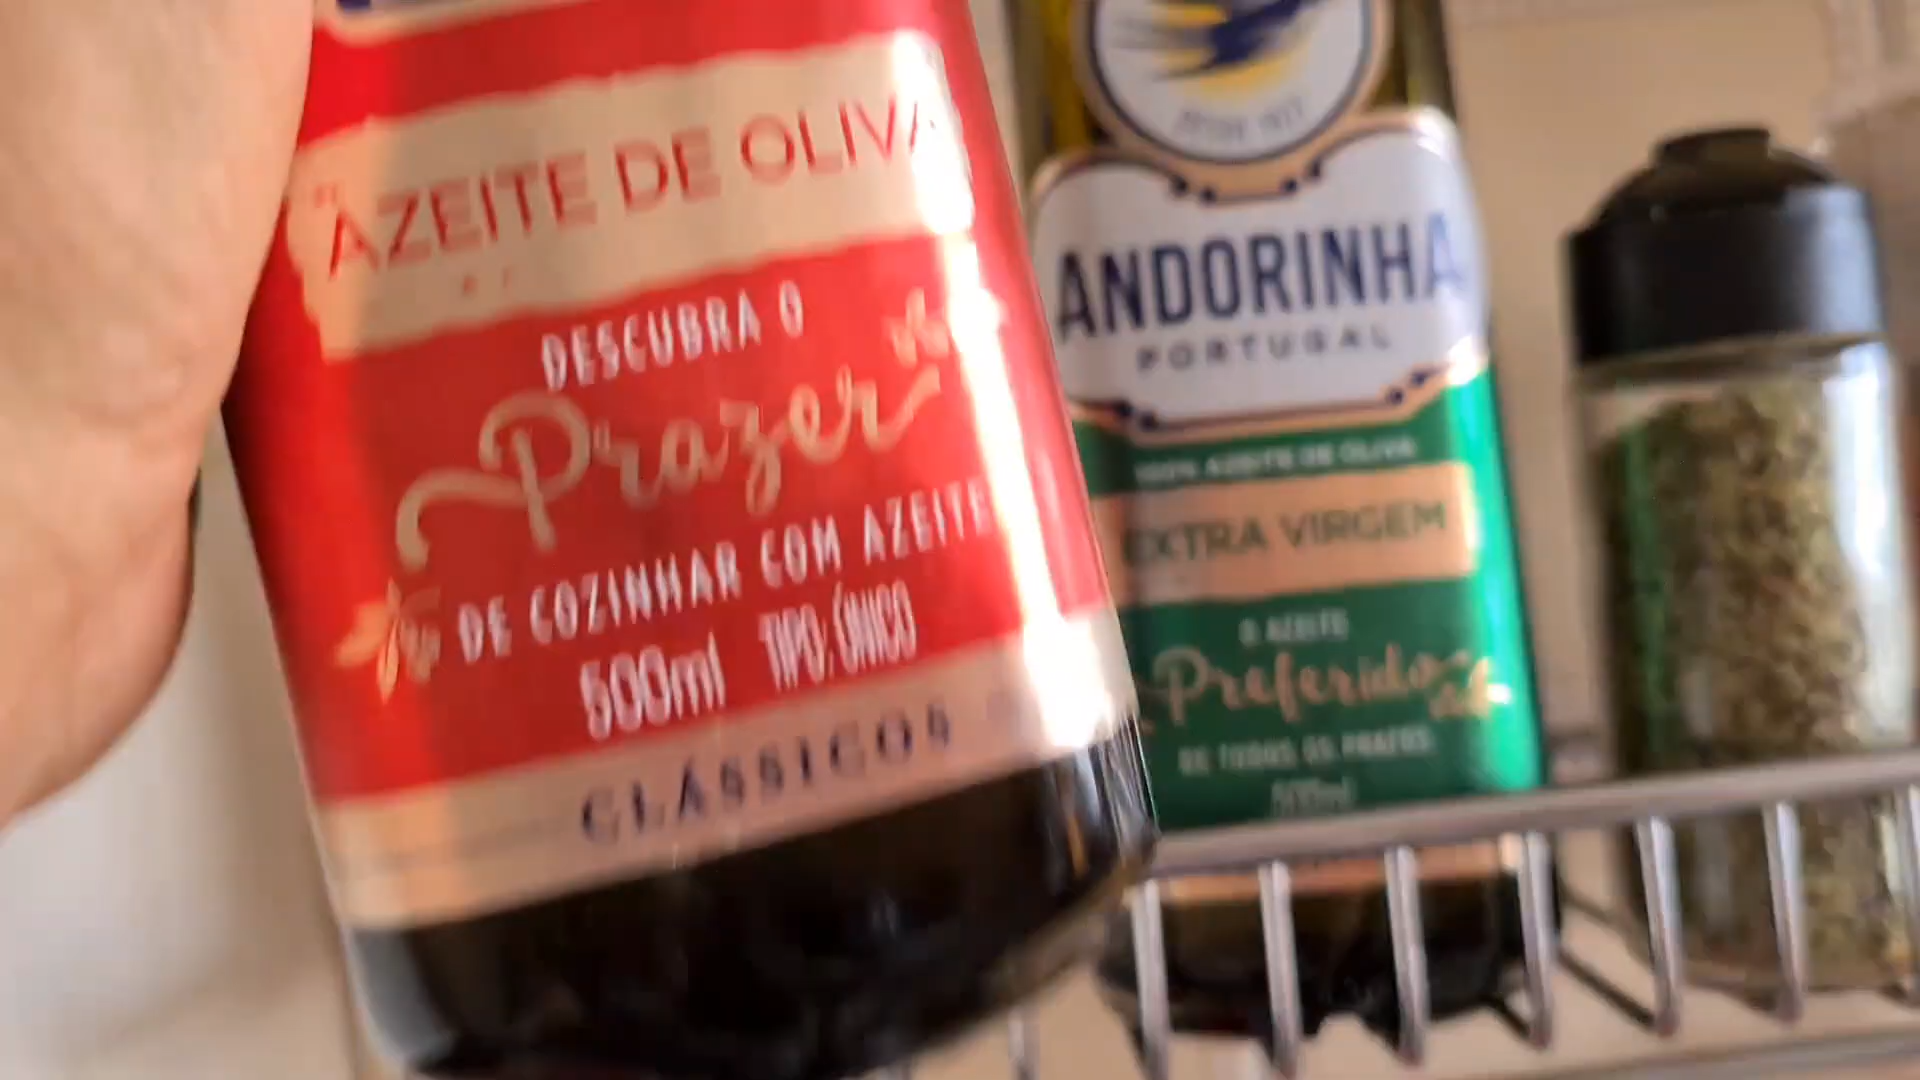 AZEITE DE OLIVA
DESCUBRA O
Prazer
DE COZINHAR COM AZEITE
500ml TIPO: ÚNICO
CLÁSSICOS
ANDORINHA
PORTUGAL
100% AZEITE DE OLIVA
EXTRA VIRGEM
O AZEITE
Preferido
DE TODOS OS
500ml